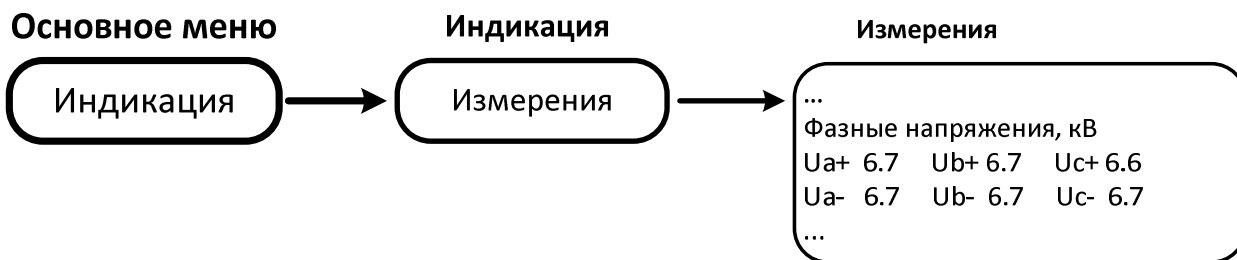 Основное меню
Индикация
Индикация
Измерения
Измерения
...
Фазные напряжения, кВ
Ua+ 6.7 Ub+ 6.7 Uc+ 6.6
Ua- 6.7 Ub- 6.7 Uc- 6.7
...